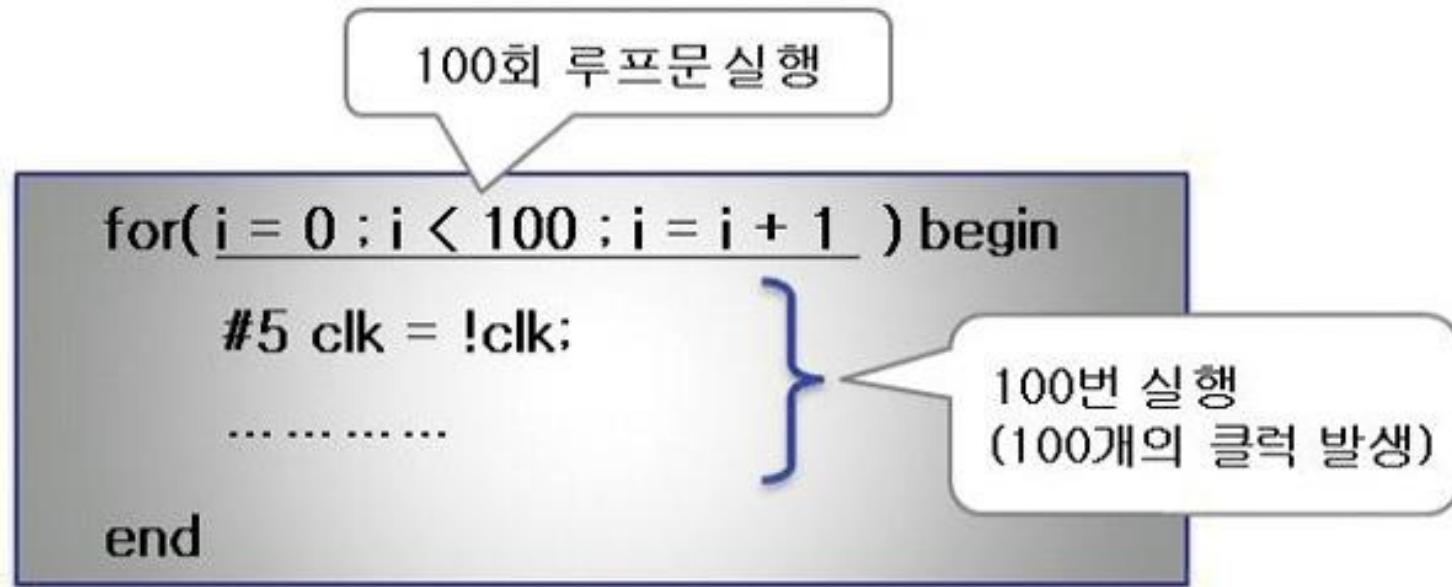 100회 루프문 실행
for( i = 0 ; i < 100 ; i = i + 1 ) begin
#5 clk = !clk;
… … … …
100번 실행
(100개의 클럭 발생)
end